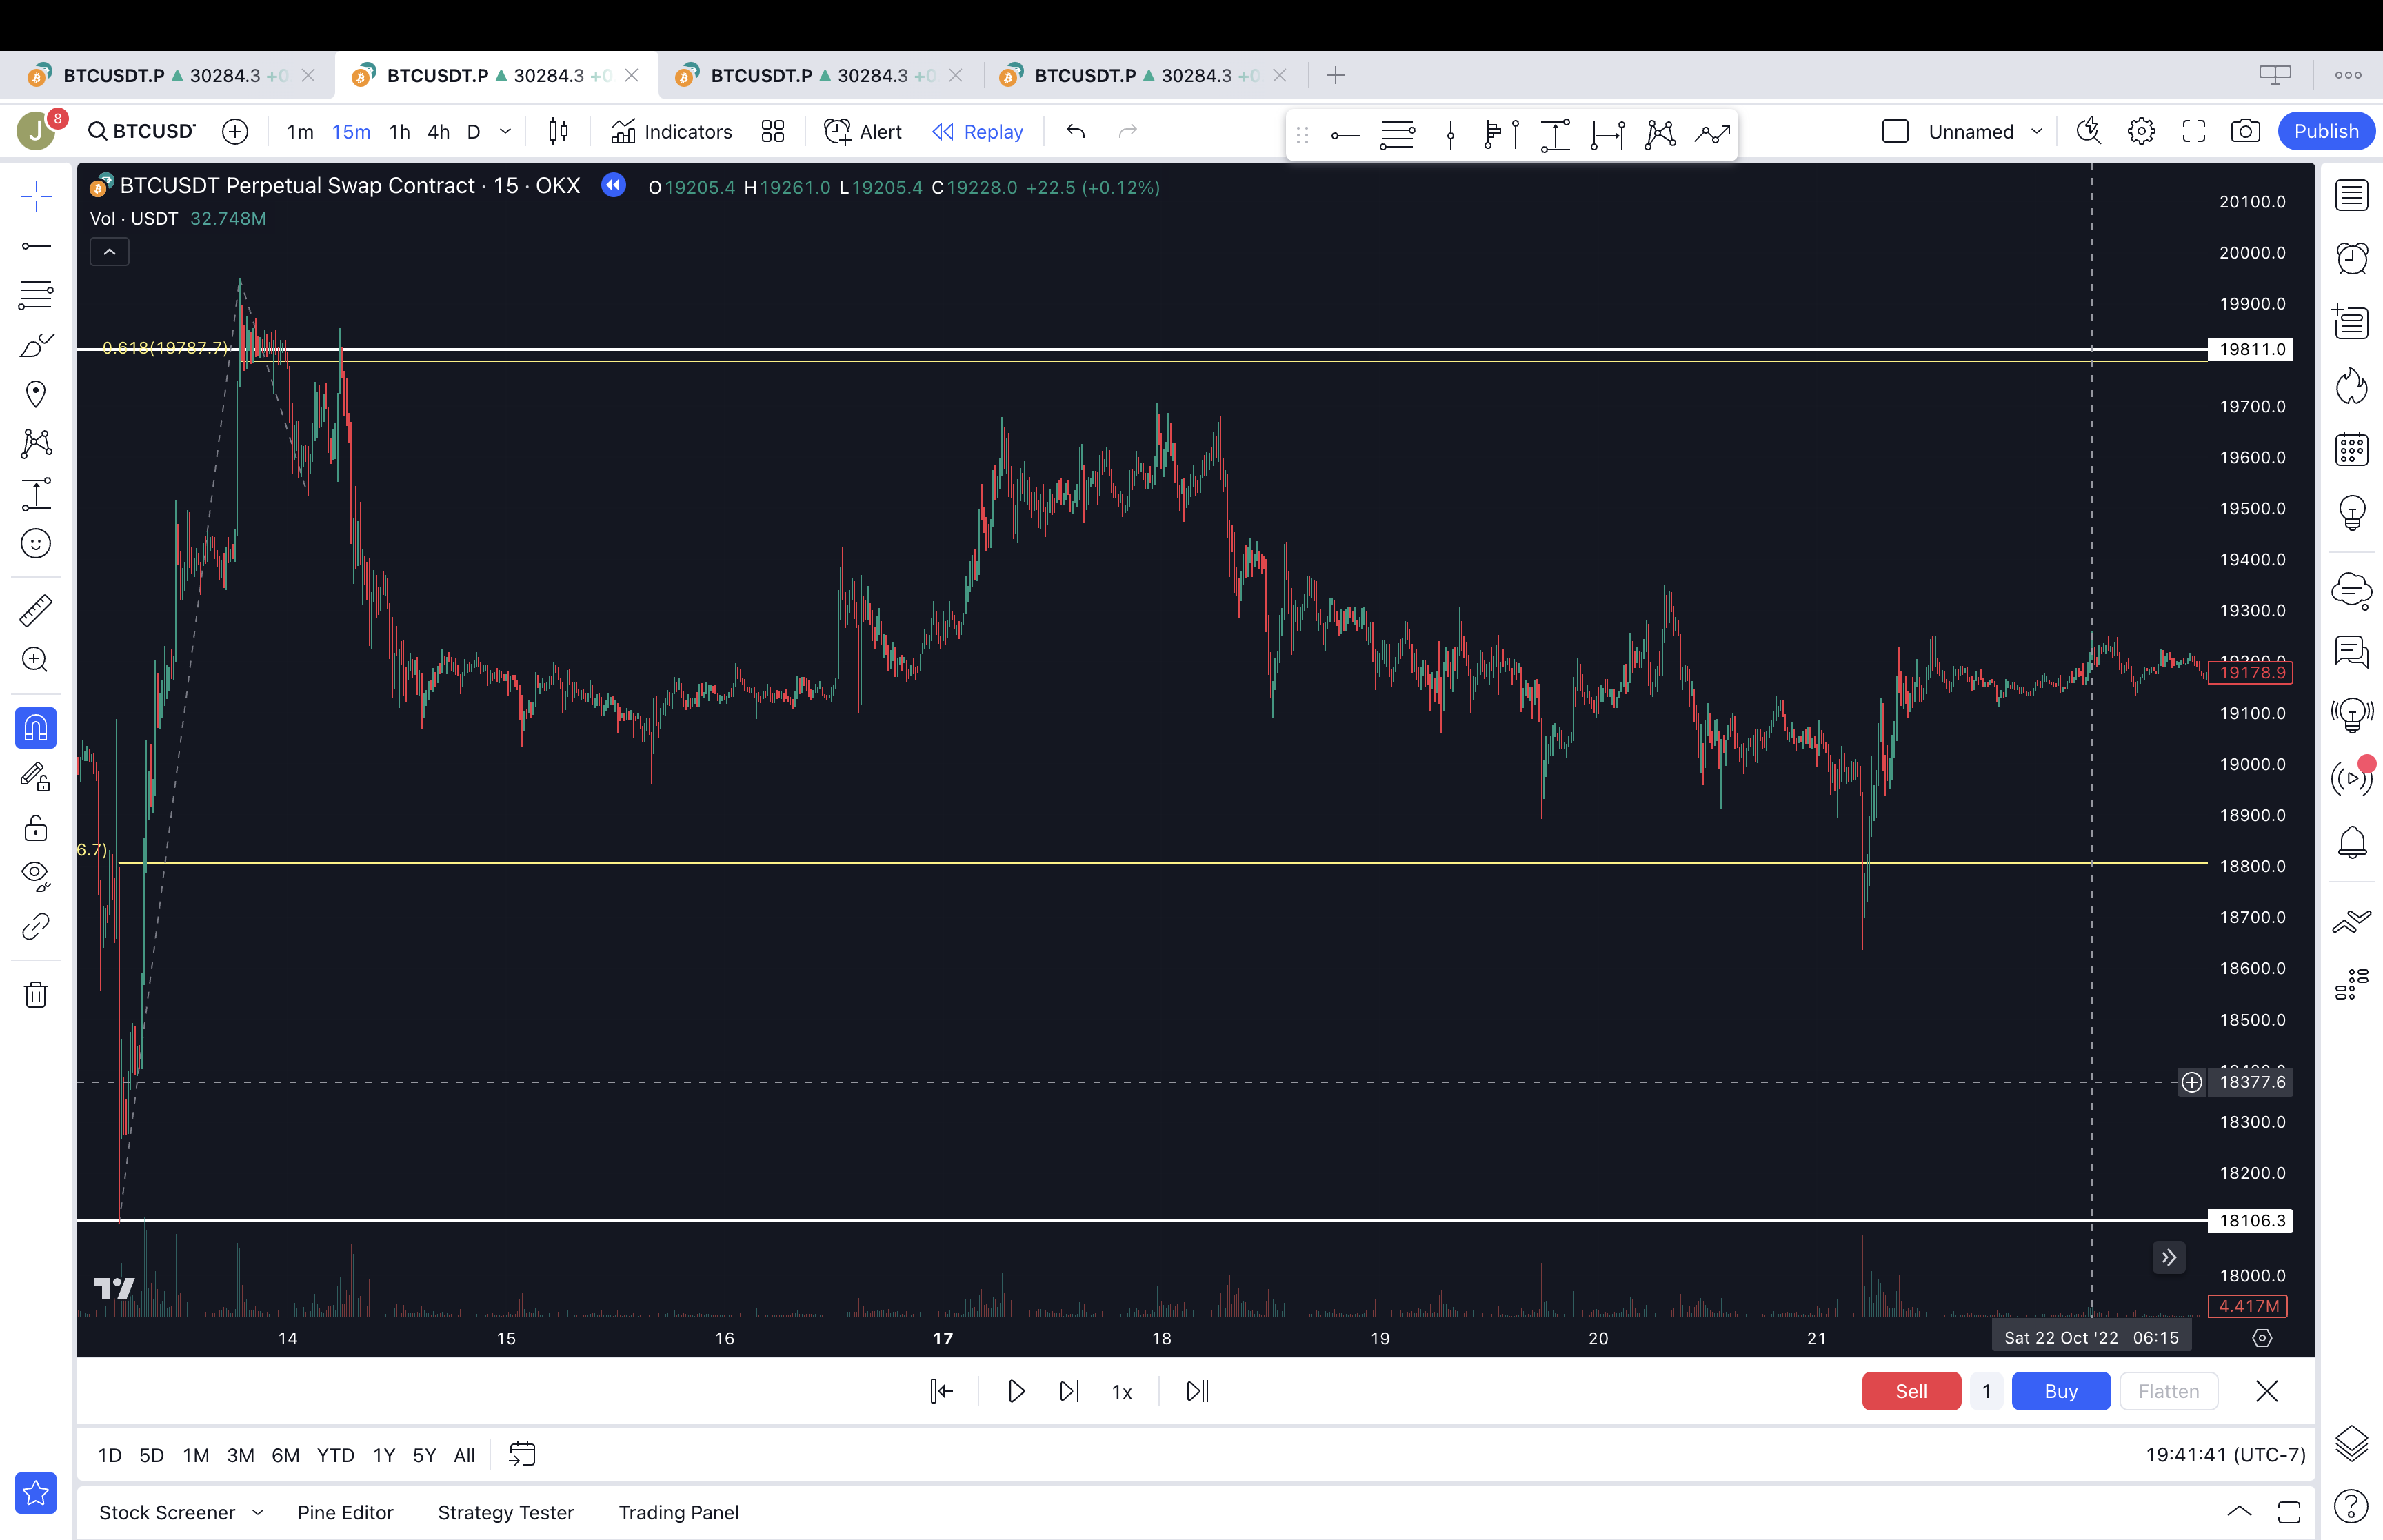 BTCUSDT.P 30284.3 +0 BTCUSDT.P 30284.3 +0 BTCUSDT.P 30284.3 +0 BTCUSDT.P 30284.3 +0
J 8 BTCUSD 1m 15m 1h 4h D Indicators Alert Replay Unnamed Publish
BTCUSDT Perpetual Swap Contract · 15 · OKX O19205.4 H19261.0 L19205.4 C19228.0 +22.5 (+0.12%)
Vol · USDT 32.748M
20100.0
20000.0
19900.0
0.618(19787.7)
19811.0
19700.0
19600.0
19500.0
19400.0
19300.0
19200.0
19178.9
19100.0
19000.0
18900.0
6.7)
18800.0
18700.0
18600.0
18500.0
18377.6
18300.0
18200.0
18106.3
18000.0
4.417M
14 15 16 17 18 19 20 21 Sat 22 Oct '22 06:15
1x Sell 1 Buy Flatten
1D 5D 1M 3M 6M YTD 1Y 5Y All 19:41:41 (UTC-7)
Stock Screener Pine Editor Strategy Tester Trading Panel